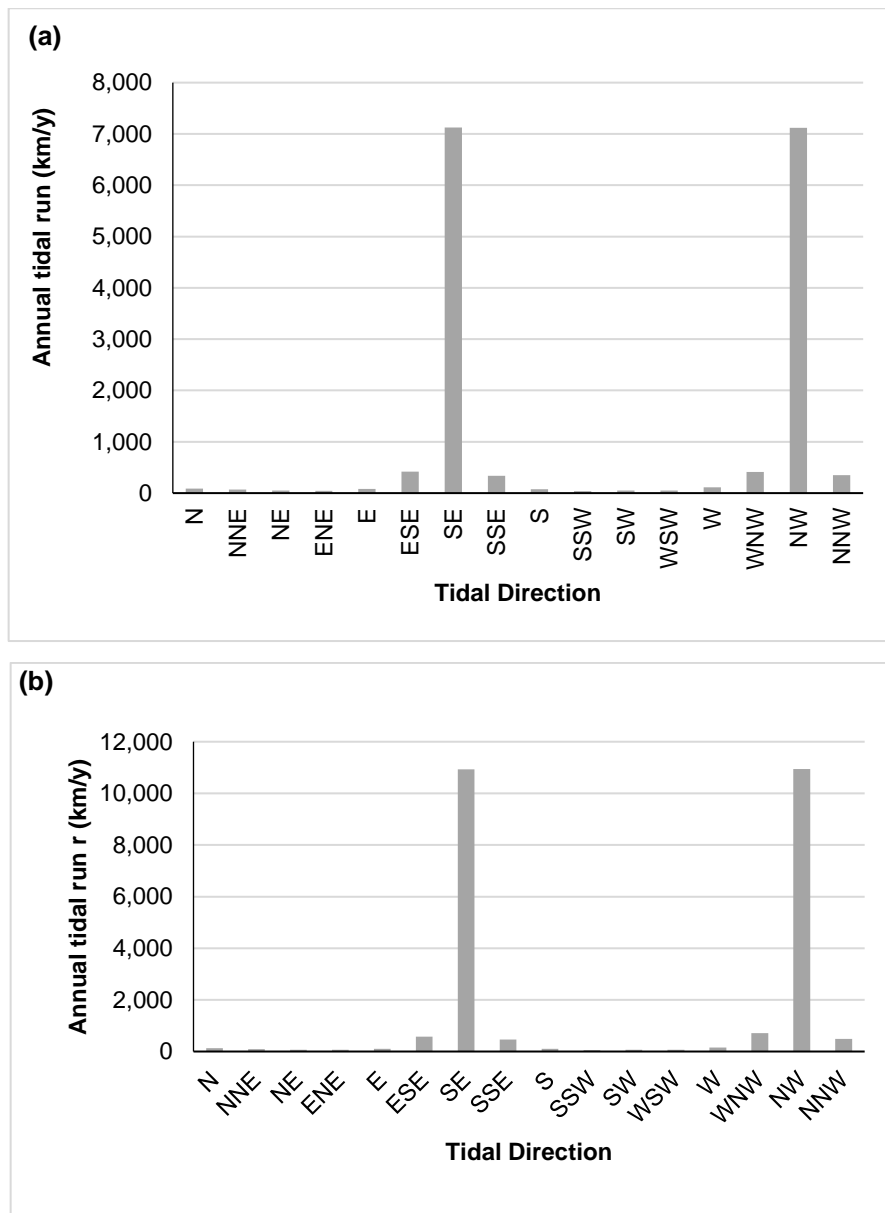 (a)
8,000
7,000
6,000
5,000
4,000
3,000
2,000
1,000
0
Annual tidal run (km/y)
N NNE NE ENE E ESE SE SSE S SSW SW WSW W WNW NW NNW
Tidal Direction
(b)
12,000
10,000
8,000
6,000
4,000
2,000
0
Annual tidal run r (km/y)
N NNE NE ENE E ESE SE SSE S SSW SW WSW W WNW NW NNW
Tidal Direction